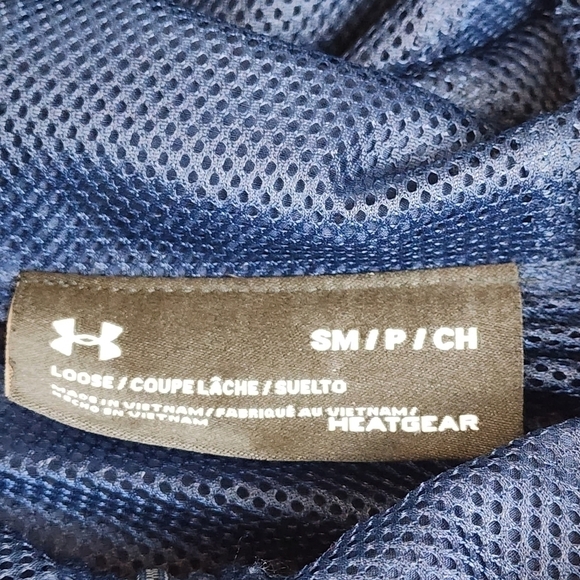 SM / P / CH
LOOSE / COUPE LÂCHE / SUELTO
MADE IN VIETNAM / FABRIQUÉ AU VIETNAM /
HECHO EN VIETNAM
HEATGEAR